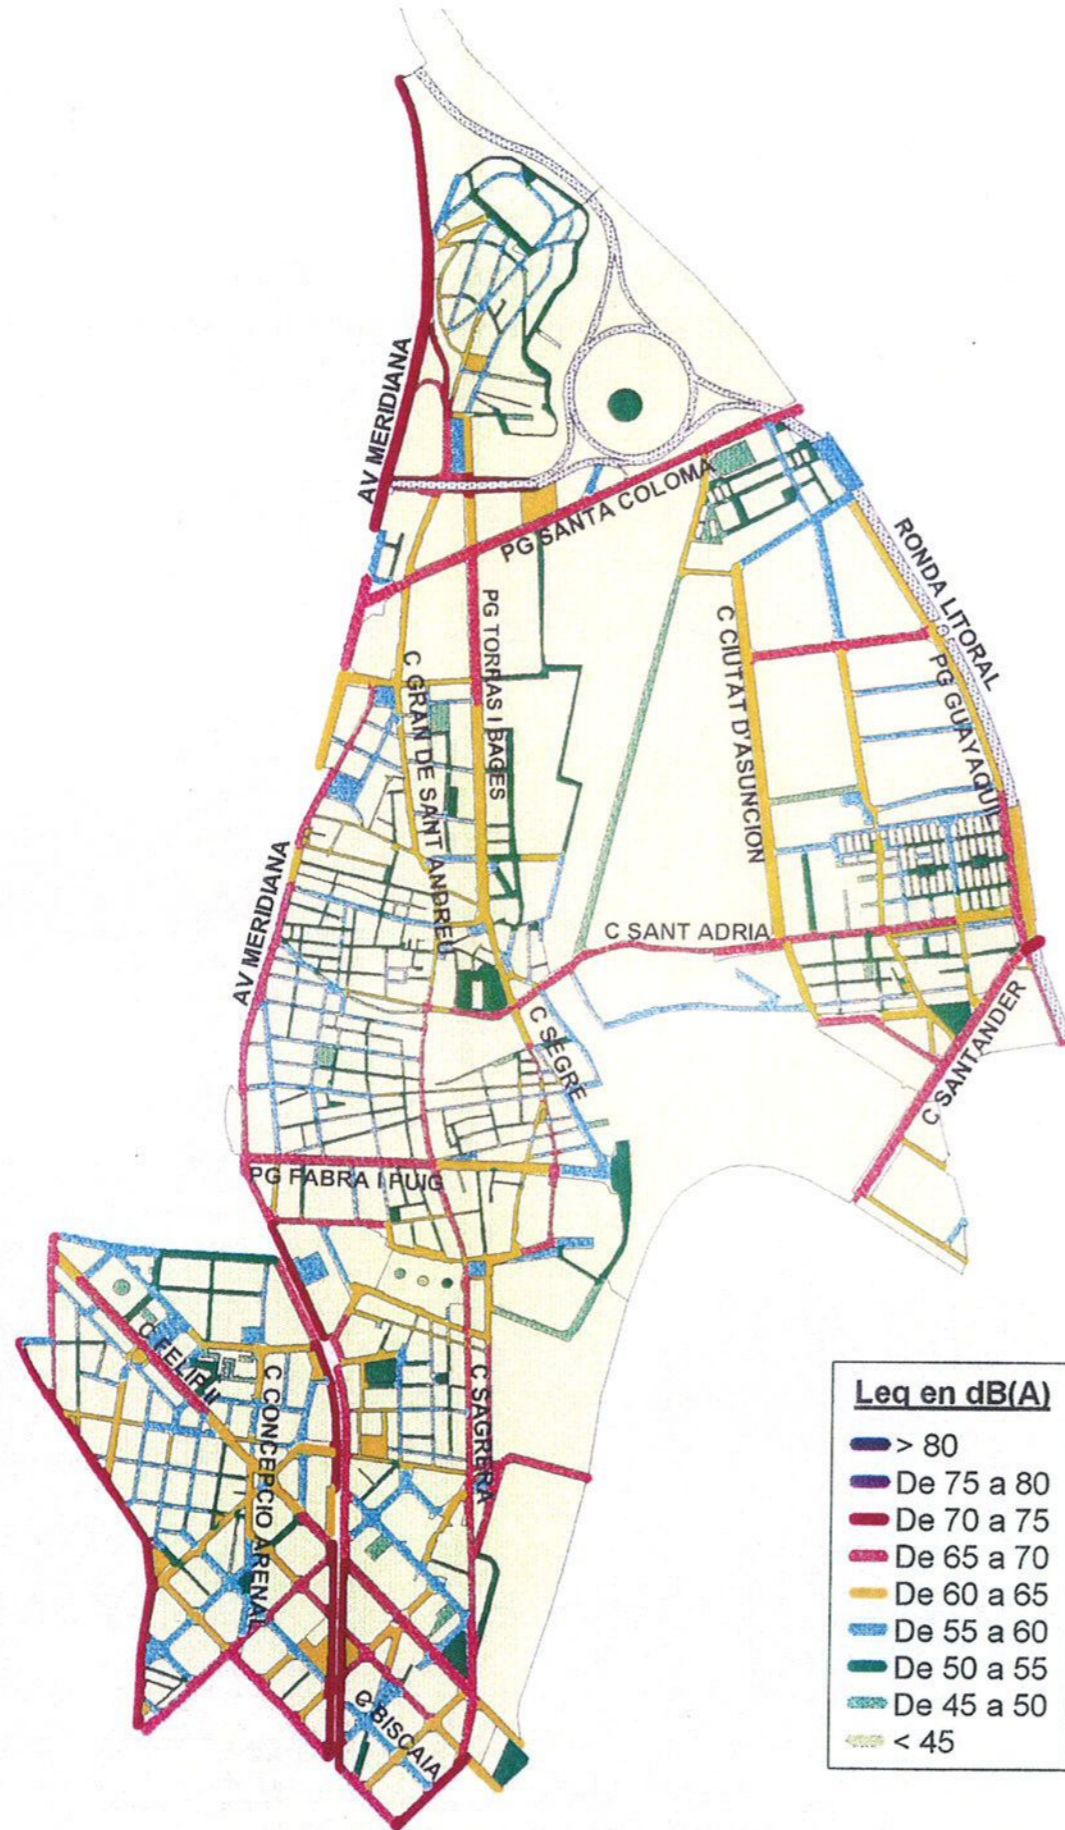 AV MERIDIANA
PG SANTA COLOMA
RONDA LITORAL
PG TORRAS I BAGES
C GRAN DE SANT ANDREU
C CIUTAT D'ASUNCION
PG GUAYAQUIL
AV MERIDIANA
C SANT ADRIA
C SEGRE
C SANTANDER
PG FABRA I PUIG
C FELIP II
C CONCEPCIO ARENAL
C SAGRERA
C BISCAIA
Leq en dB(A)
> 80
De 75 a 80
De 70 a 75
De 65 a 70
De 60 a 65
De 55 a 60
De 50 a 55
De 45 a 50
< 45